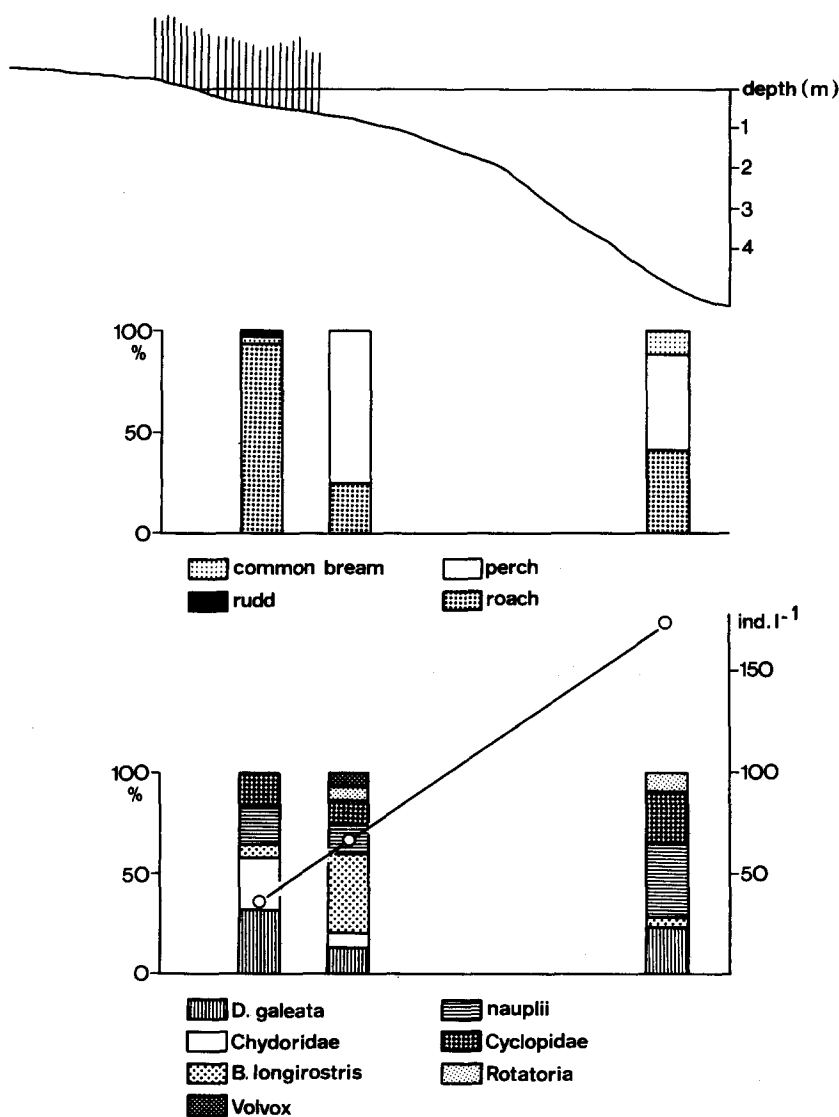 depth (m)
1
2
3
4
100
%
50
0
common bream
perch
rudd
roach
ind. l⁻¹
150
100
%
100
50
50
0
0
D. galeata
nauplii
Chydoridae
Cyclopidae
B. longirostris
Rotatoria
Volvox